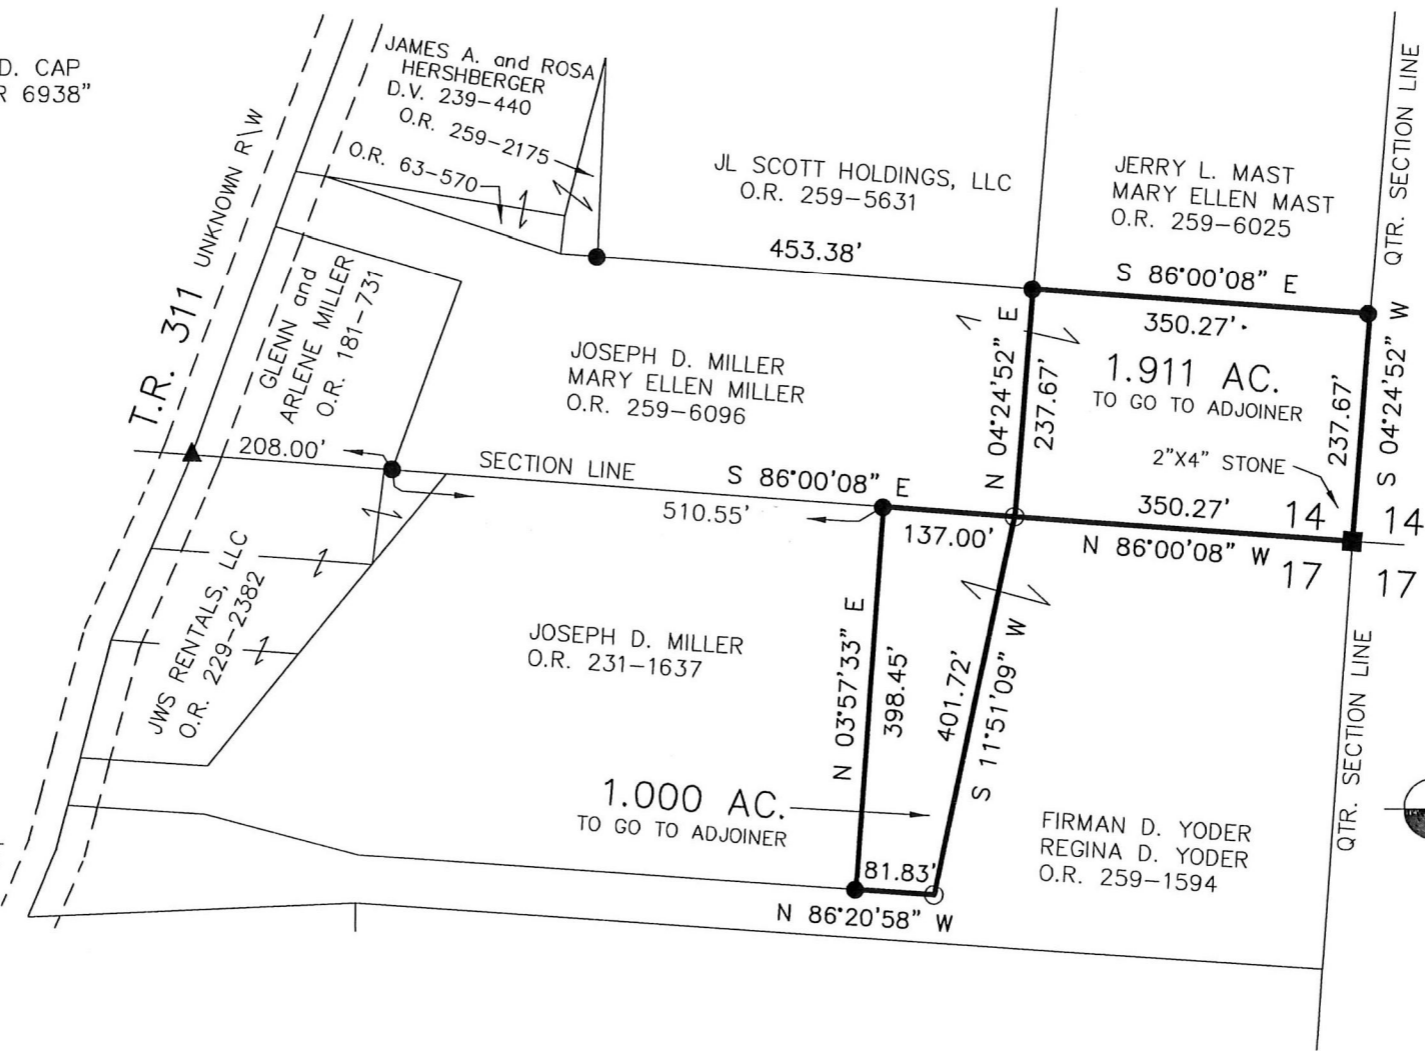 D. CAP
R 6938"
JAMES A. and ROSA
HERSHBERGER
D.V. 239-440
O.R. 259-2175
O.R. 63-570
T.R. 311 UNKNOWN R\W
GLENN and
ARLENE MILLER
O.R. 181-731
JL SCOTT HOLDINGS, LLC
O.R. 259-5631
453.38'
JERRY L. MAST
MARY ELLEN MAST
O.R. 259-6025
QTR. SECTION LINE
S 86°00'08" E
350.27'
1.911 AC.
TO GO TO ADJOINER
N 04°24'52" E
237.67'
237.67'
S 04°24'52" W
2"X4" STONE
JOSEPH D. MILLER
MARY ELLEN MILLER
O.R. 259-6096
208.00'
SECTION LINE
S 86°00'08" E
510.55'
137.00'
350.27'
N 86°00'08" W
14
14
17
17
JWS RENTALS, LLC
O.R. 229-2382
JOSEPH D. MILLER
O.R. 231-1637
N 03°57'33" E
398.45'
401.72'
S 11°51'09" W
QTR. SECTION LINE
1.000 AC.
TO GO TO ADJOINER
81.83'
N 86°20'58" W
FIRMAN D. YODER
REGINA D. YODER
O.R. 259-1594